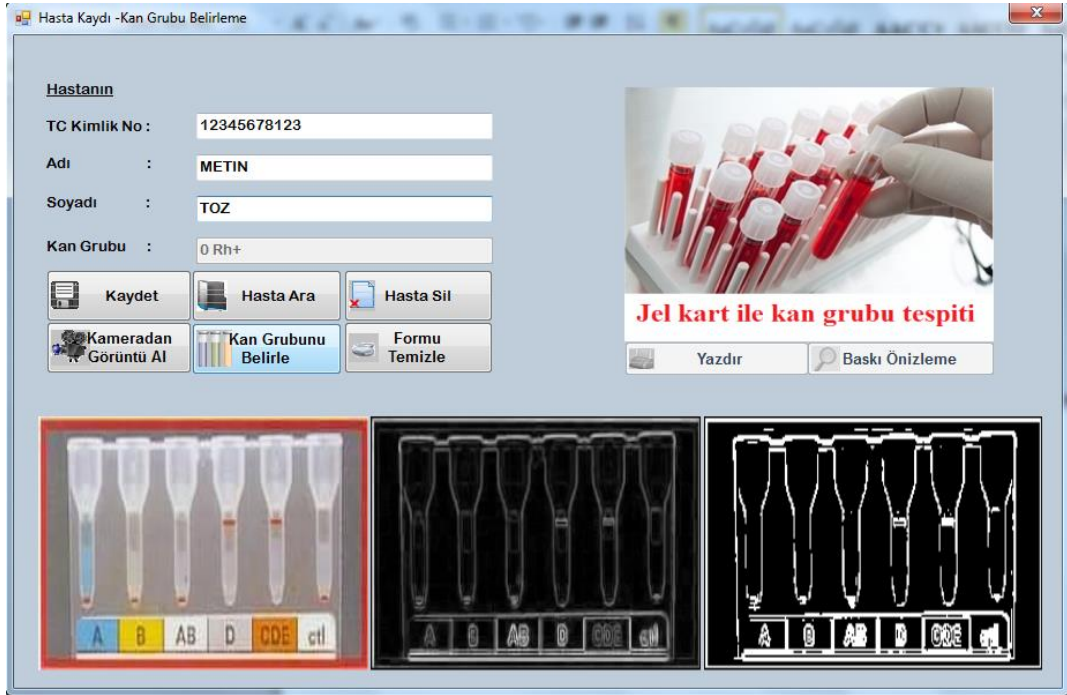 Hasta Kaydı -Kan Grubu Belirleme
Hastanın
TC Kimlik No : 12345678123
Adı : METIN
Soyadı : TOZ
Kan Grubu : 0 Rh+
Kaydet
Hasta Ara
Hasta Sil
Kameradan
Görüntü Al
Kan Grubunu
Belirle
Formu
Temizle
Jel kart ile kan grubu tespiti
Yazdır
Baskı Önizleme
A B AB D CDE ctl
A B AB D CDE ctl
A B AB D CDE ctl